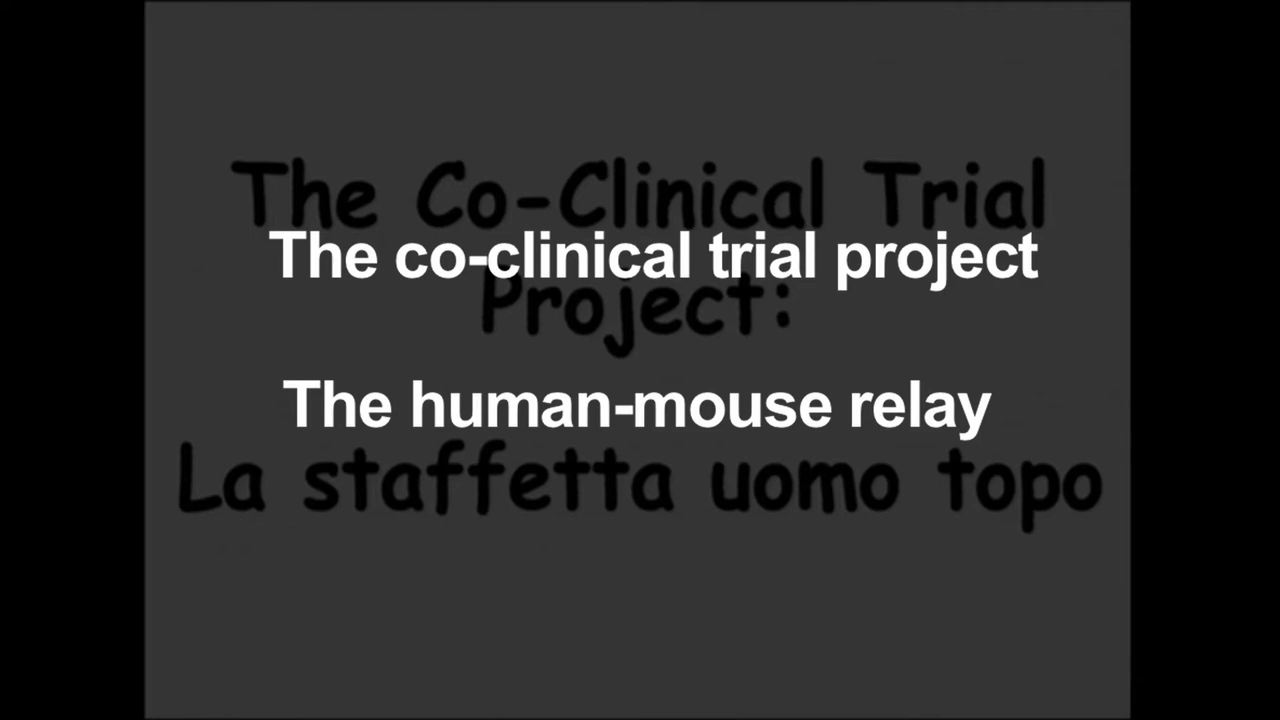 The Co-Clinical Trial
The co-clinical trial project
Project:
The human-mouse relay
La staffetta uomo topo